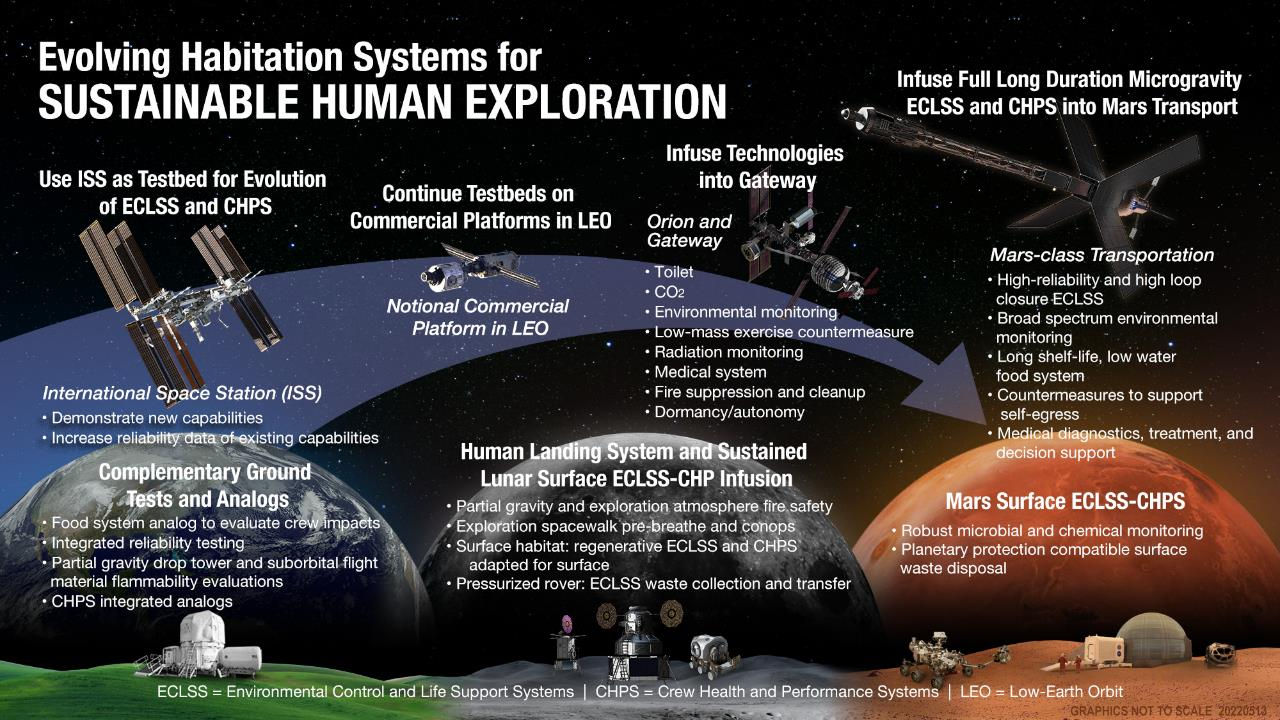 Evolving Habitation Systems for
SUSTAINABLE HUMAN EXPLORATION
Use ISS as Testbed for Evolution
of ECLSS and CHPS
International Space Station (ISS)
• Demonstrate new capabilities
• Increase reliability data of existing capabilities
Continue Testbeds on
Commercial Platforms in LEO
Notional Commercial
Platform in LEO
Infuse Technologies
into Gateway
Orion and
Gateway
• Toilet
• CO2
• Environmental monitoring
• Low-mass exercise countermeasure
• Radiation monitoring
• Medical system
• Fire suppression and cleanup
• Dormancy/autonomy
Infuse Full Long Duration Microgravity
ECLSS and CHPS into Mars Transport
Mars-class Transportation
• High-reliability and high loop
closure ECLSS
• Broad spectrum environmental
monitoring
• Long shelf-life, low water
food system
• Countermeasures to support
self-egress
• Medical diagnostics, treatment, and
decision support
Complementary Ground
Tests and Analogs
• Food system analog to evaluate crew impacts
• Integrated reliability testing
• Partial gravity drop tower and suborbital flight
material flammability evaluations
• CHPS integrated analogs
Human Landing System and Sustained
Lunar Surface ECLSS-CHP Infusion
• Partial gravity and exploration atmosphere fire safety
• Exploration spacewalk pre-breathe and conops
• Surface habitat: regenerative ECLSS and CHPS
adapted for surface
• Pressurized rover: ECLSS waste collection and transfer
Mars Surface ECLSS-CHPS
• Robust microbial and chemical monitoring
• Planetary protection compatible surface
waste disposal
ECLSS = Environmental Control and Life Support Systems | CHPS = Crew Health and Performance Systems | LEO = Low-Earth Orbit
GRAPHICS NOT TO SCALE 20220513